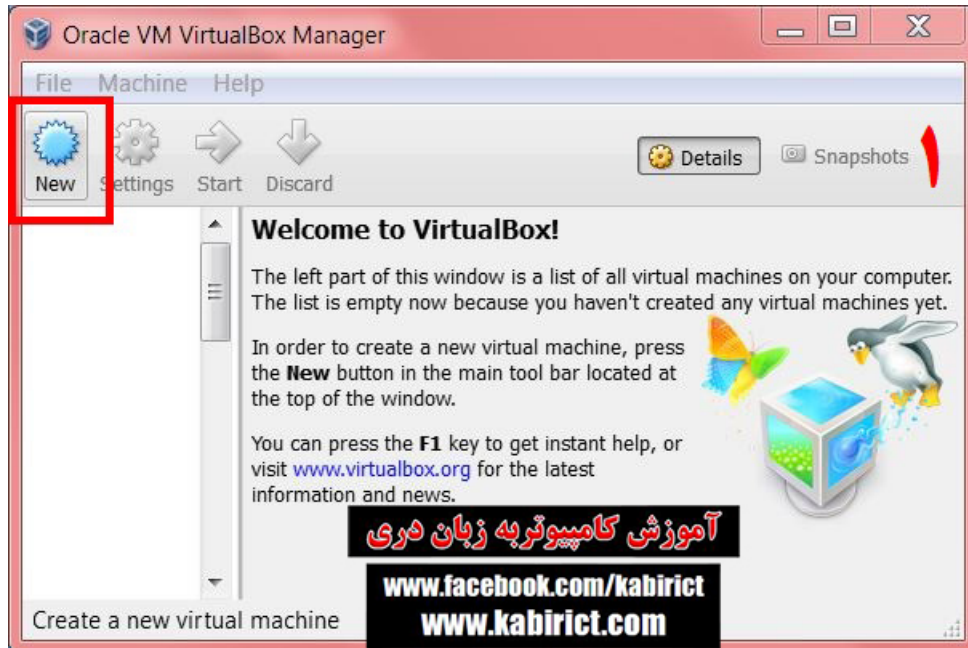 Oracle VM VirtualBox Manager
File Machine Help
New Settings Start Discard Details Snapshots ۱
Welcome to VirtualBox!
The left part of this window is a list of all virtual machines on your computer.
The list is empty now because you haven't created any virtual machines yet.
In order to create a new virtual machine, press
the New button in the main tool bar located at
the top of the window.
You can press the F1 key to get instant help, or
visit www.virtualbox.org for the latest
information and news.
آموزش کامپیوتربه زبان دری
www.facebook.com/kabirict
www.kabirict.com
Create a new virtual machine